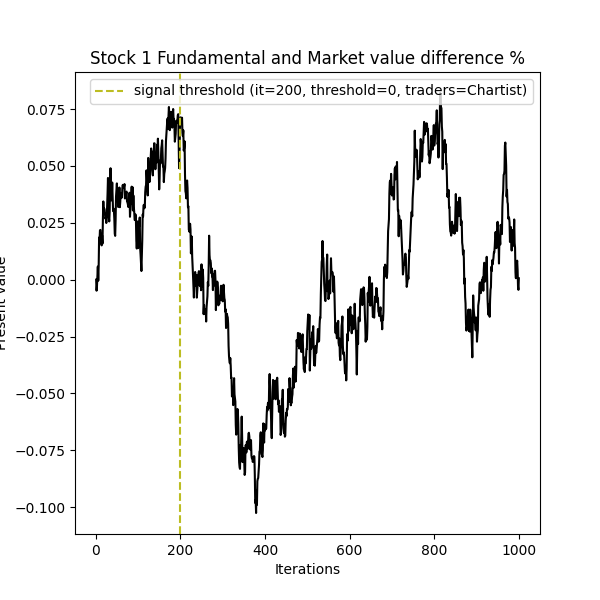 Stock 1 Fundamental and Market value difference %
signal threshold (it=200, threshold=0, traders=Chartist)
0.075
0.050
0.025
0.000
−0.025
−0.050
−0.075
−0.100
Present value
0 200 400 600 800 1000
Iterations